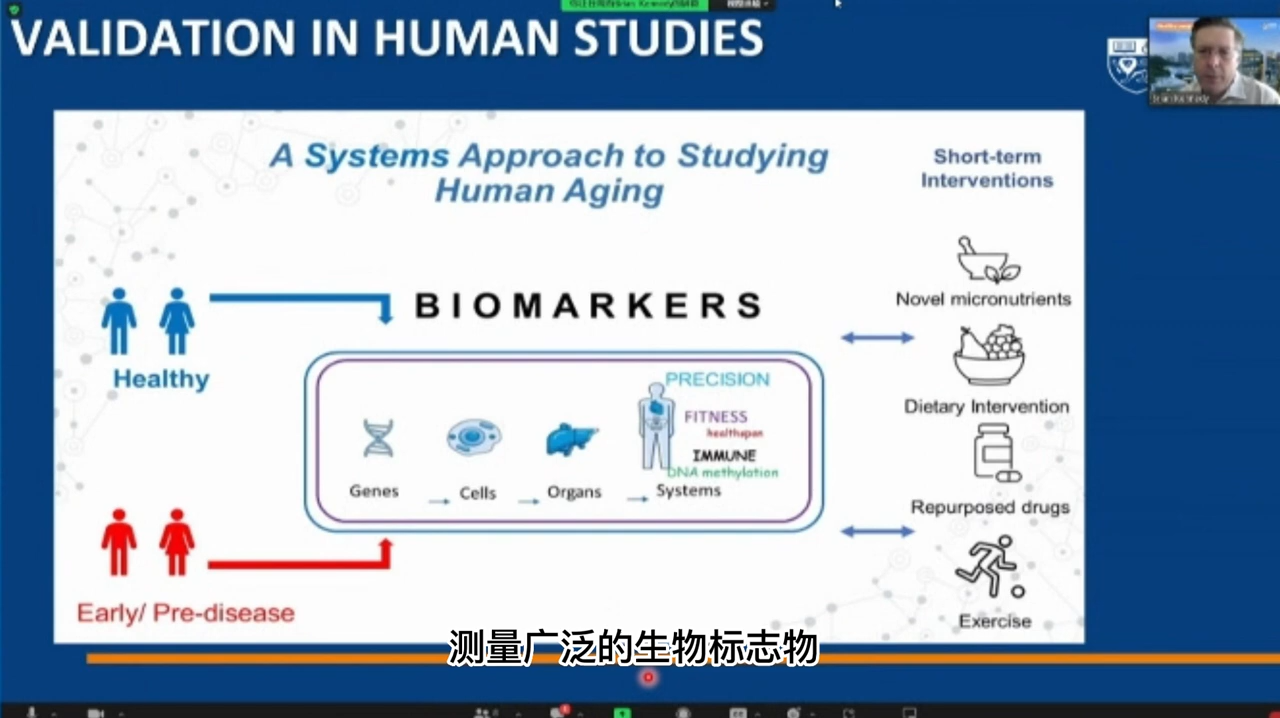 VALIDATION IN HUMAN STUDIES
Brian Kennedy
A Systems Approach to Studying
Human Aging
Short-term
Interventions
BIOMARKERS
Healthy
Early/ Pre-disease
PRECISION
FITNESS
healthspan
IMMUNE
DNA methylation
Genes
Cells
Organs
Systems
Novel micronutrients
Dietary Intervention
Repurposed drugs
Exercise
测量广泛的生物标志物